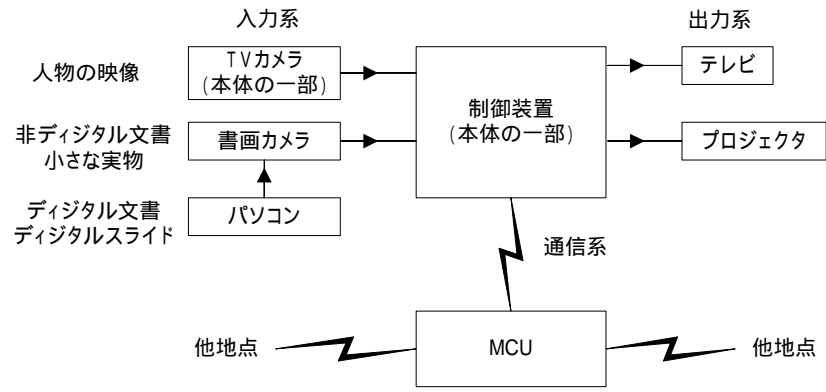 入力系
出力系
人物の映像
TVカメラ
(本体の一部)
制御装置
(本体の一部)
テレビ
非ディジタル文書
小さな実物
書画カメラ
プロジェクタ
ディジタル文書
ディジタルスライド
パソコン
通信系
他地点
MCU
他地点